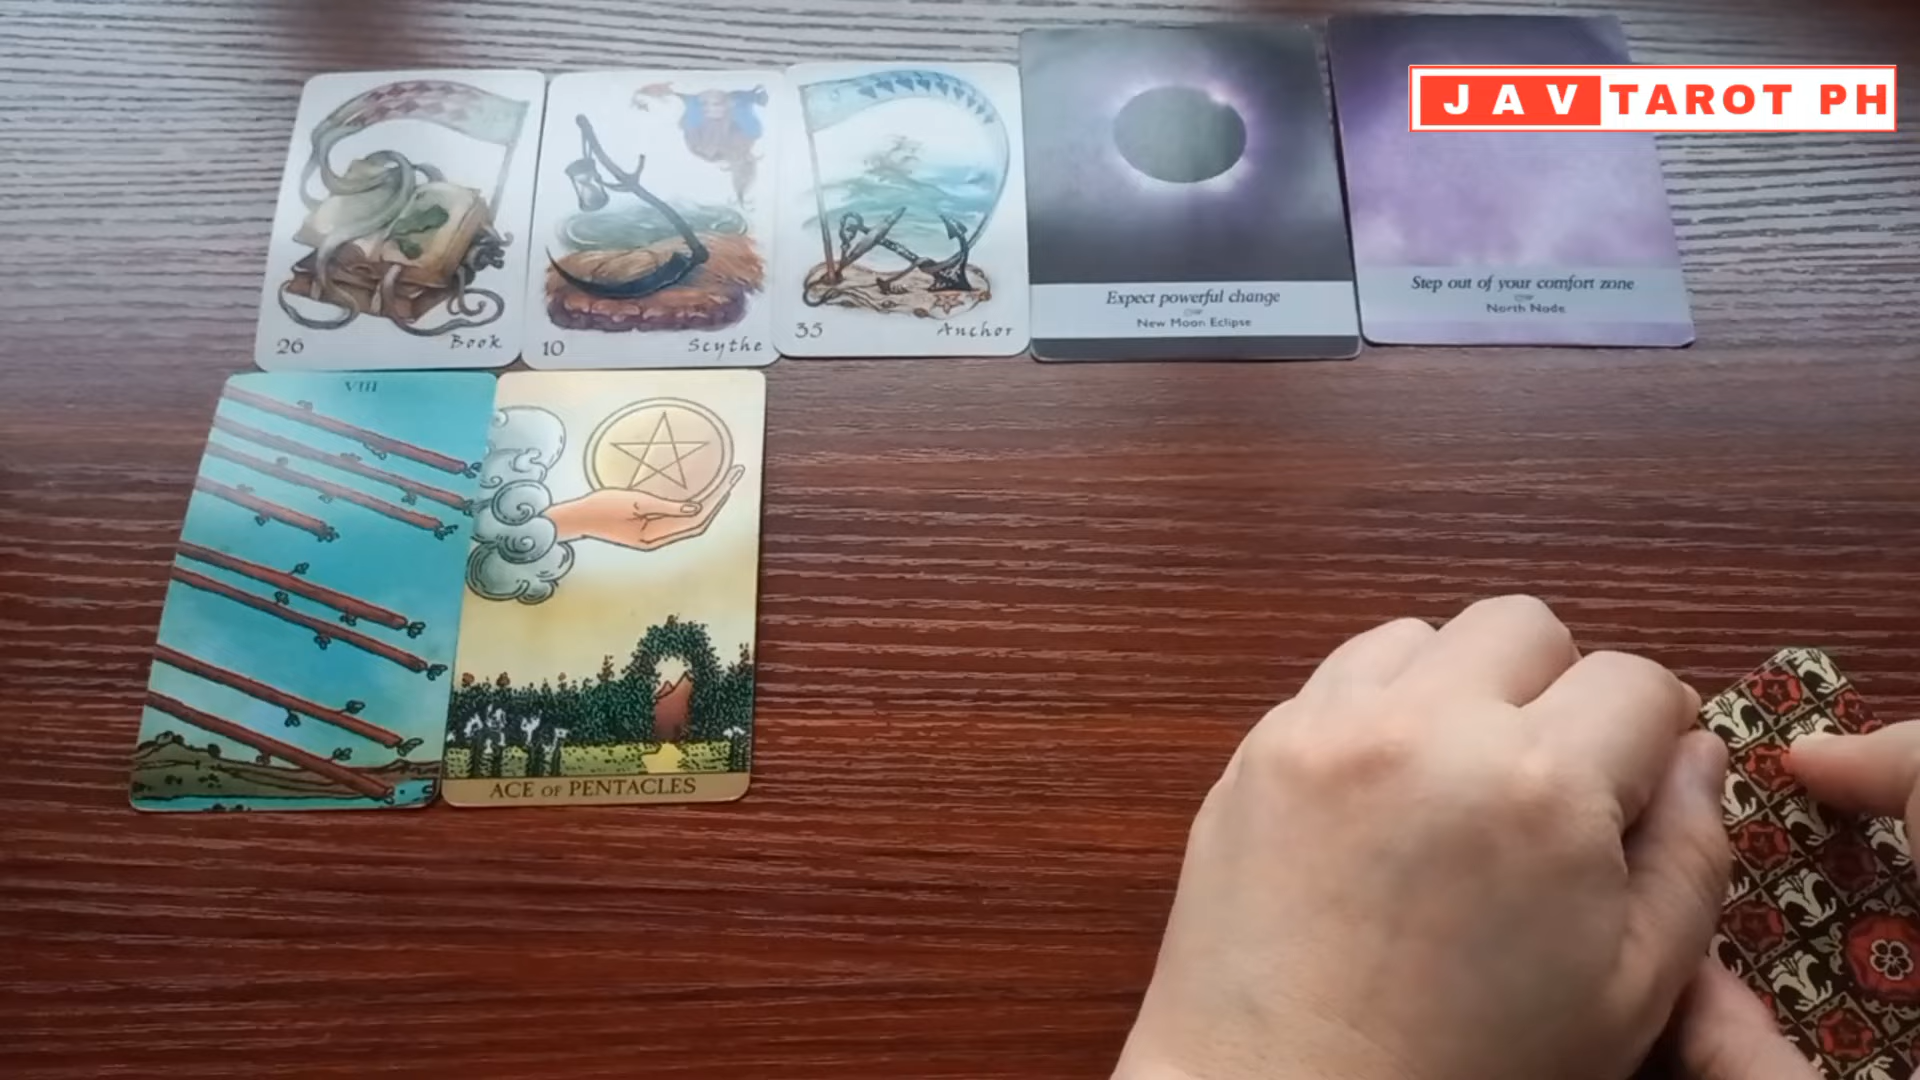 JAV TAROT PH
26 Book
10 Scythe
35 Anchor
Expect powerful change
New Moon Eclipse
Step out of your comfort zone
North Node
VIII
ACE OF PENTACLES